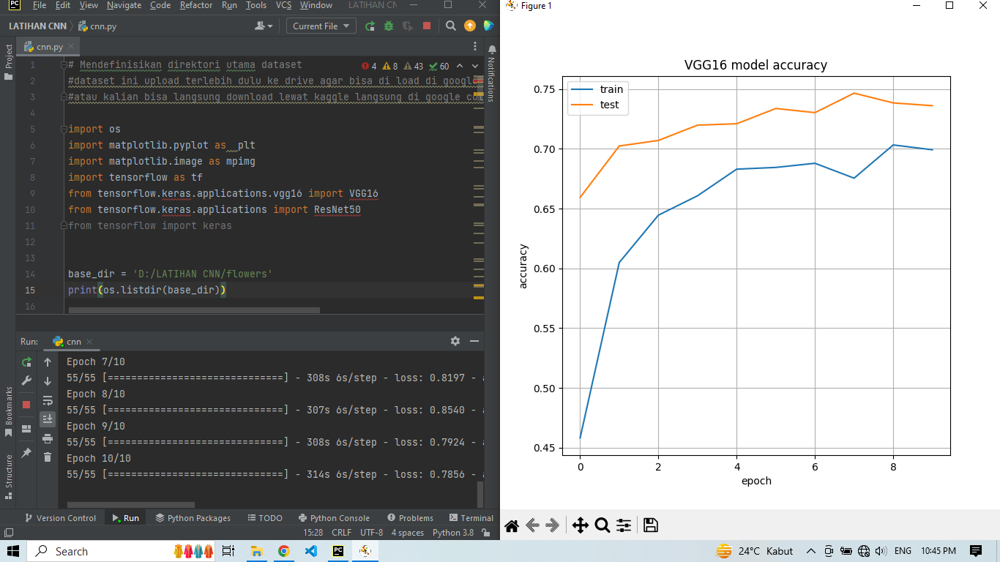 File Edit View Navigate Code Refactor Run Tools VCS Window LATIHAN CN
LATIHAN CNN cnn.py Current File
cnn.py
Project
Notifications
4 8 43 60
1 # Mendefinisikan direktori utama dataset
2 #dataset ini upload terlebih dulu ke drive agar bisa di load di google
3 #atau kalian bisa langsung download lewat kaggle langsung di google co
4
5 import os
6 import matplotlib.pyplot as  plt
7 import matplotlib.image as mpimg
8 import tensorflow as tf
9 from tensorflow.keras.applications.vgg16 import VGG16
10 from tensorflow.keras.applications import ResNet50
11 from tensorflow import keras
12
13
14 base_dir = 'D:/LATIHAN CNN/flowers'
15 print(os.listdir(base_dir))
16
Run: cnn
Bookmarks
Structure
Epoch 7/10
55/55 [==============================] - 308s 6s/step - loss: 0.8197 -
Epoch 8/10
55/55 [==============================] - 307s 6s/step - loss: 0.8540 -
Epoch 9/10
55/55 [==============================] - 308s 6s/step - loss: 0.7924 -
Epoch 10/10
55/55 [==============================] - 314s 6s/step - loss: 0.7856 -
Version Control Run Python Packages TODO Python Console Problems Terminal
15:28 CRLF UTF-8 4 spaces Python 3.8
Figure 1
VGG16 model accuracy
train
test
0.75
0.70
0.65
0.60
0.55
0.50
0.45
accuracy
0 2 4 6 8
epoch
Search
24°C Kabut ENG 10:45 PM